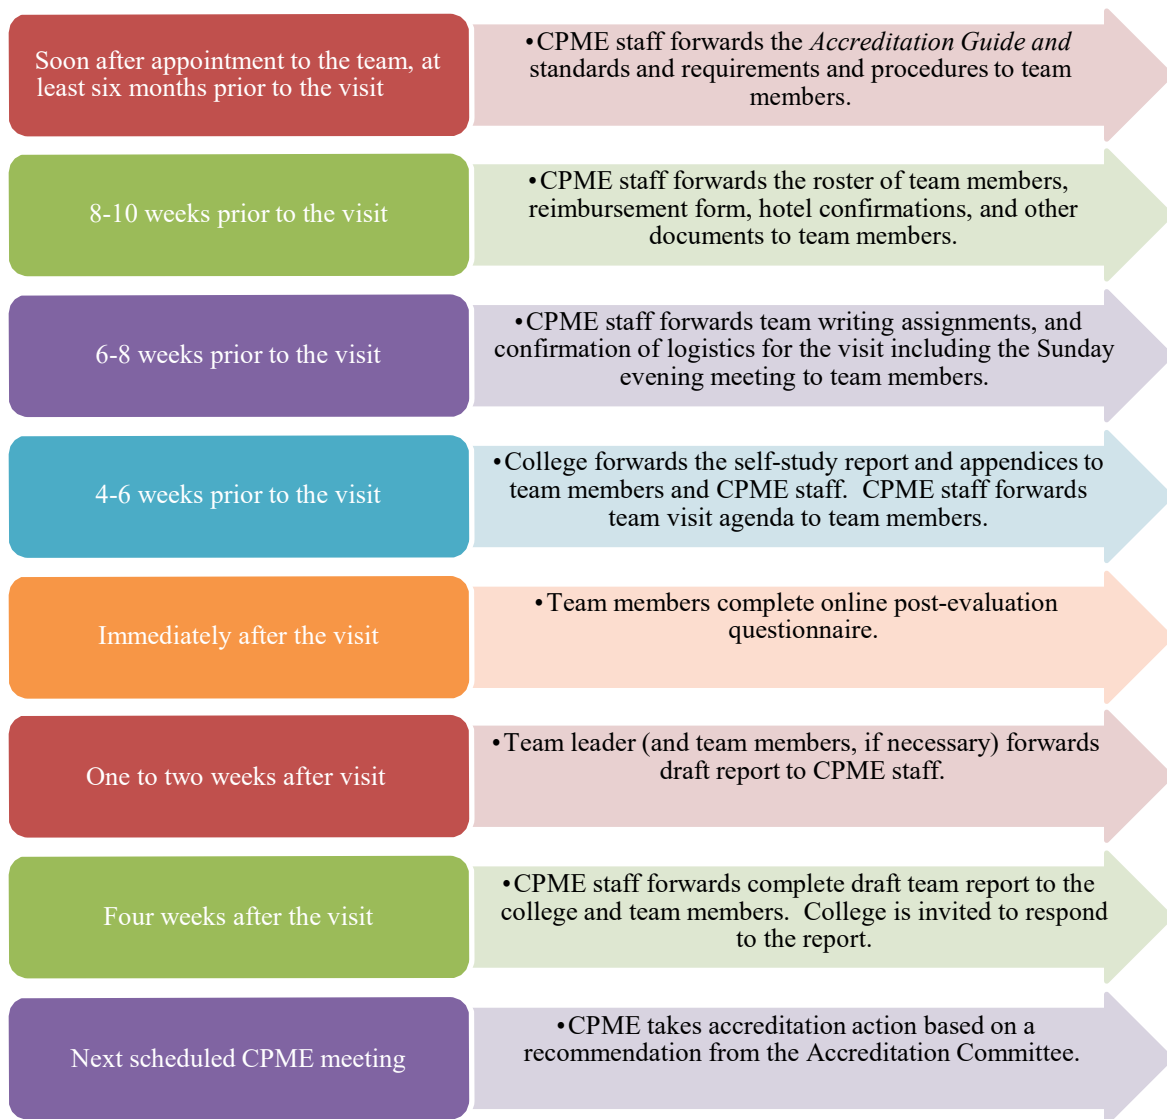 Soon after appointment to the team, at
least six months prior to the visit
•CPME staff forwards the Accreditation Guide and
standards and requirements and procedures to team
members.
8-10 weeks prior to the visit
•CPME staff forwards the roster of team members,
reimbursement form, hotel confirmations, and other
documents to team members.
6-8 weeks prior to the visit
•CPME staff forwards team writing assignments, and
confirmation of logistics for the visit including the Sunday
evening meeting to team members.
4-6 weeks prior to the visit
•College forwards the self-study report and appendices to
team members and CPME staff.  CPME staff forwards
team visit agenda to team members.
Immediately after the visit
•Team members complete online post-evaluation
questionnaire.
One to two weeks after visit
•Team leader (and team members, if necessary) forwards
draft report to CPME staff.
Four weeks after the visit
•CPME staff forwards complete draft team report to the
college and team members.  College is invited to respond
to the report.
Next scheduled CPME meeting
•CPME takes accreditation action based on a
recommendation from the Accreditation Committee.